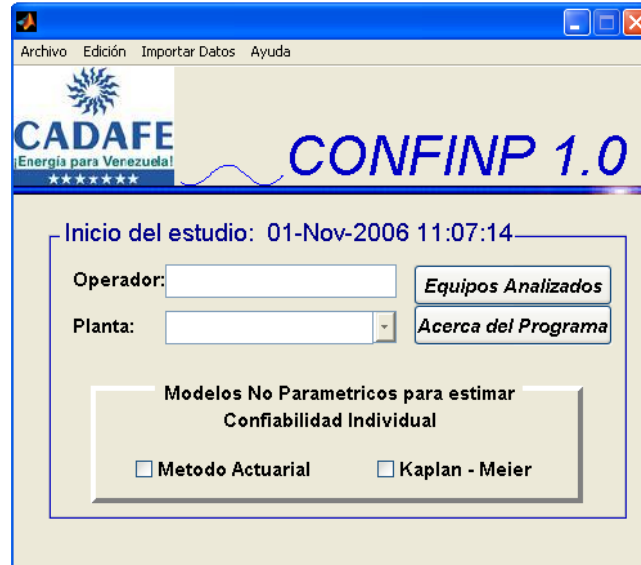 Archivo Edición Importar Datos Ayuda
CADAFE
¡Energía para Venezuela!
CONFINP 1.0
Inicio del estudio: 01-Nov-2006 11:07:14
Operador:
Equipos Analizados
Planta:
Acerca del Programa
Modelos No Parametricos para estimar
Confiabilidad Individual
Metodo Actuarial
Kaplan - Meier